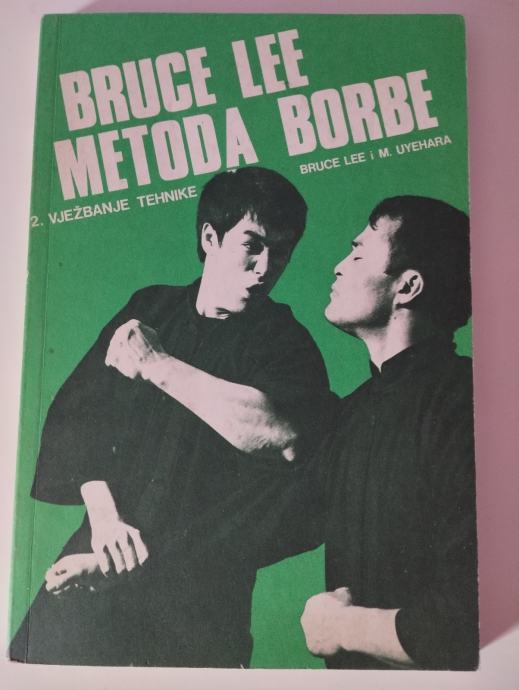 BRUCE LEE
METODA BORBE
BRUCE LEE i M. UYEHARA
2. VJEŽBANJE TEHNIKE